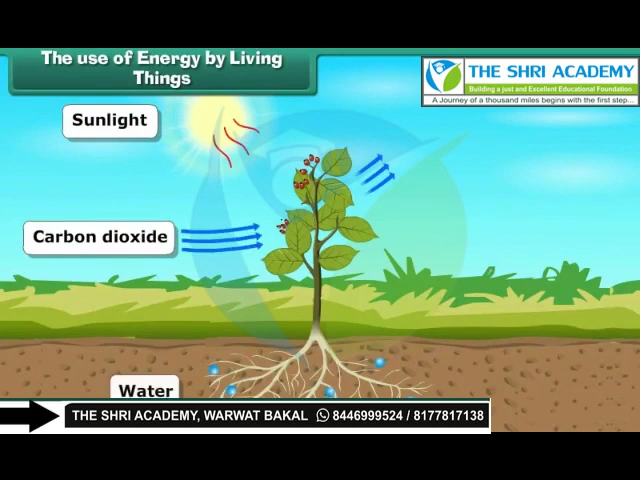 The use of Energy by Living
Things
THE SHRI ACADEMY
Building a just and Excellent Educational Foundation
A Journey of a thousand miles begins with the first step...
Sunlight
Carbon dioxide
Water
THE SHRI ACADEMY, WARWAT BAKAL 8446999524 / 8177817138